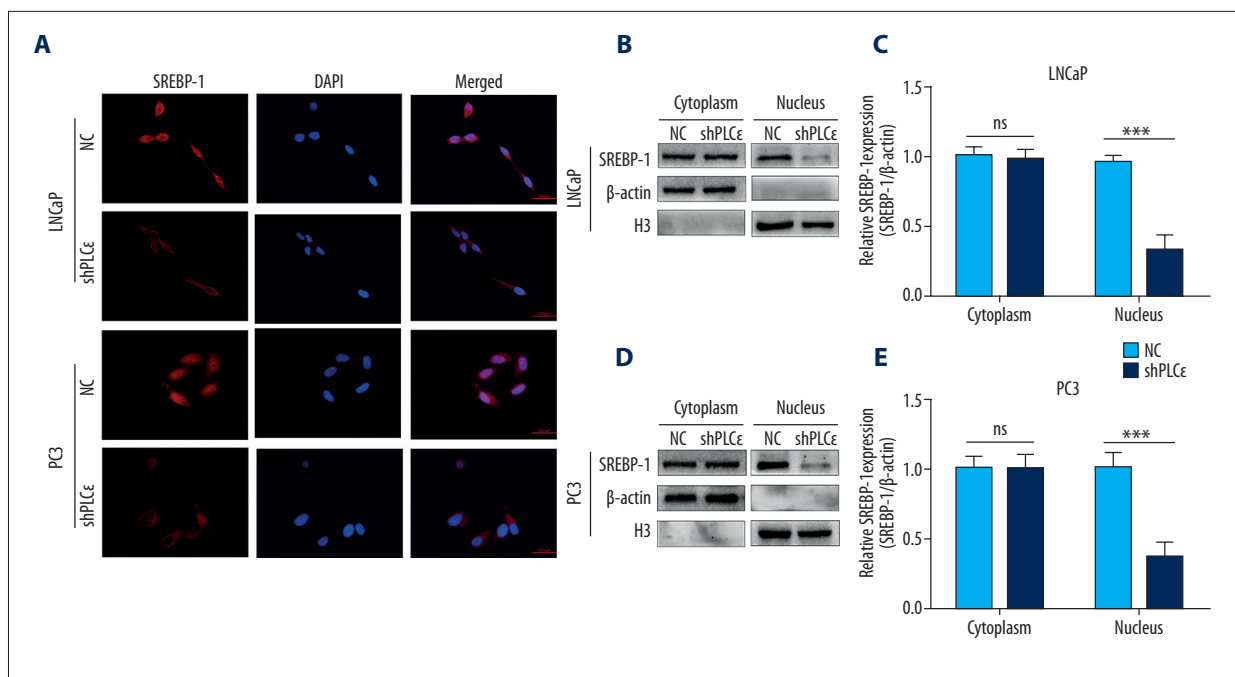 A
SREBP-1 DAPI Merged
LNCaP
NC
shPLCε
PC3
NC
shPLCε
B
Cytoplasm Nucleus
NC shPLCε NC shPLCε
LNCaP
SREBP-1
β-actin
H3
C
LNCaP
Relative SREBP-1expression
(SREBP-1/β-actin)
1.5
1.0
0.5
0.0
ns
***
Cytoplasm Nucleus
NC
shPLCε
D
Cytoplasm Nucleus
NC shPLCε NC shPLCε
PC3
SREBP-1
β-actin
H3
E
PC3
Relative SREBP-1expression
(SREBP-1/β-actin)
1.5
1.0
0.5
0.0
ns
***
Cytoplasm Nucleus